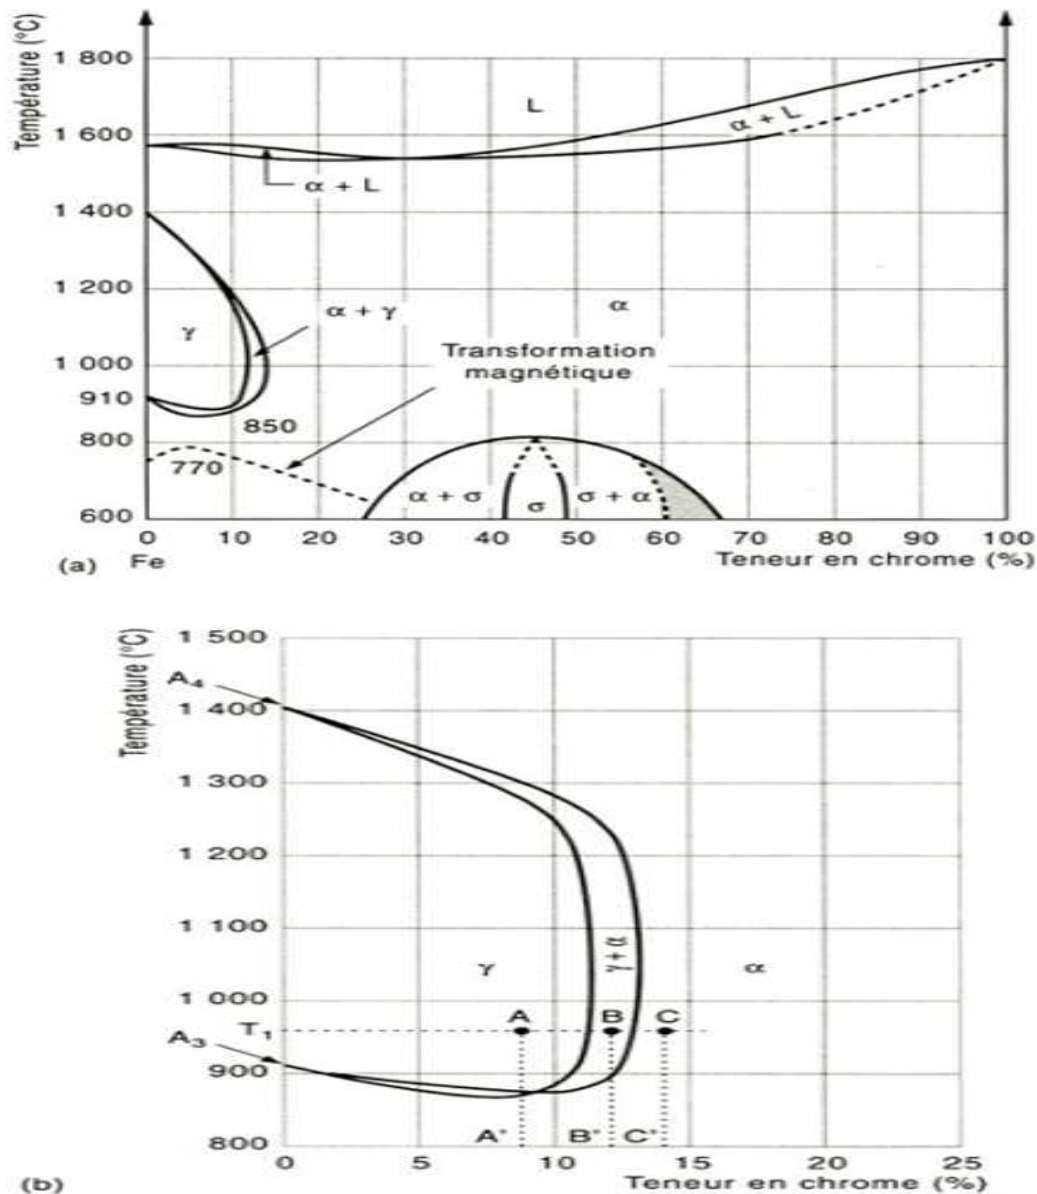 Température (°C)
1 800
1 600
1 400
1 200
1 000
910
800
600
L
α + L
α + L
γ
α + γ
α
Transformation
magnétique
850
770
α + σ
σ
σ + α
0 10 20 30 40 50 60 70 80 90 100
(a) Fe
Teneur en chrome (%)
Température (°C)
1 500
1 400
1 300
1 200
1 100
1 000
900
800
A₄
γ
γ + α
α
T₁
A B C
A₃
A" B" C"
0 5 10 15 20 25
(b)
Teneur en chrome (%)